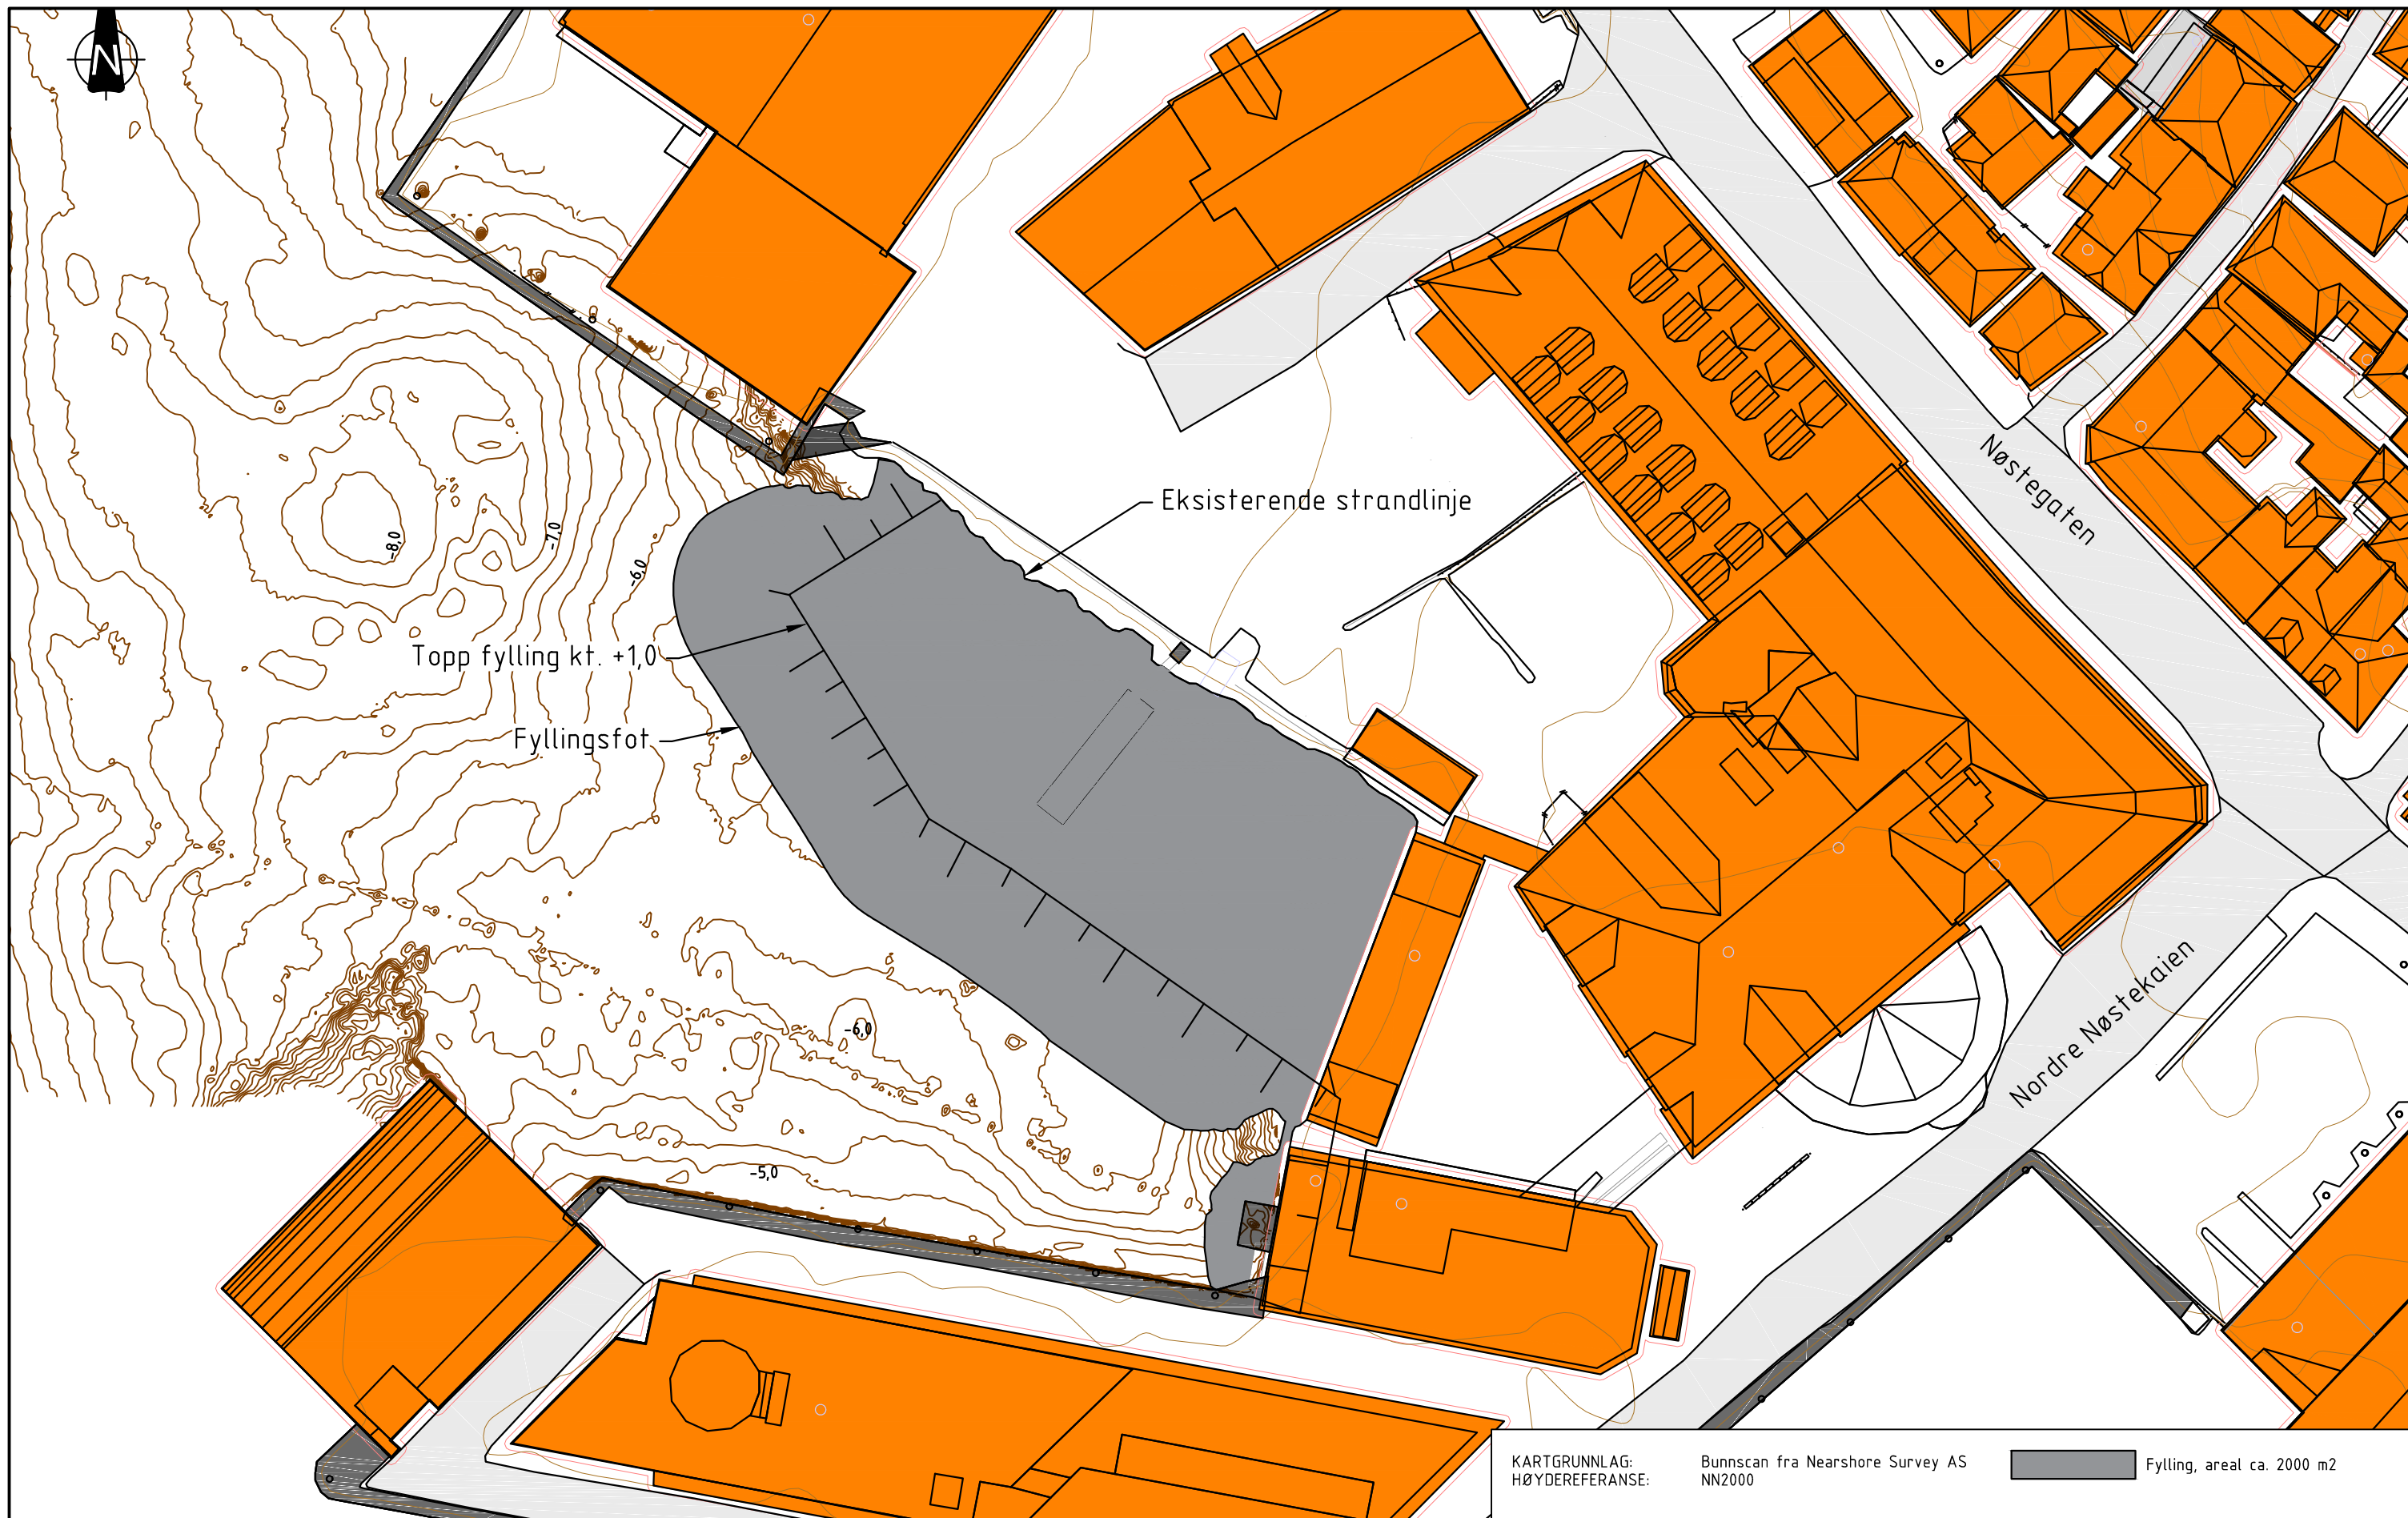 N
Eksisterende strandlinje
Nøstegaten
-8,0
-7,0
-6,0
Topp fylling kt. +1,0
Fyllingsfot
-6,0
Nordre Nøstekaien
-5,0
KARTGRUNNLAG: Bunnscan fra Nearshore Survey AS
HØYDEREFERANSE: NN2000
Fylling, areal ca. 2000 m2